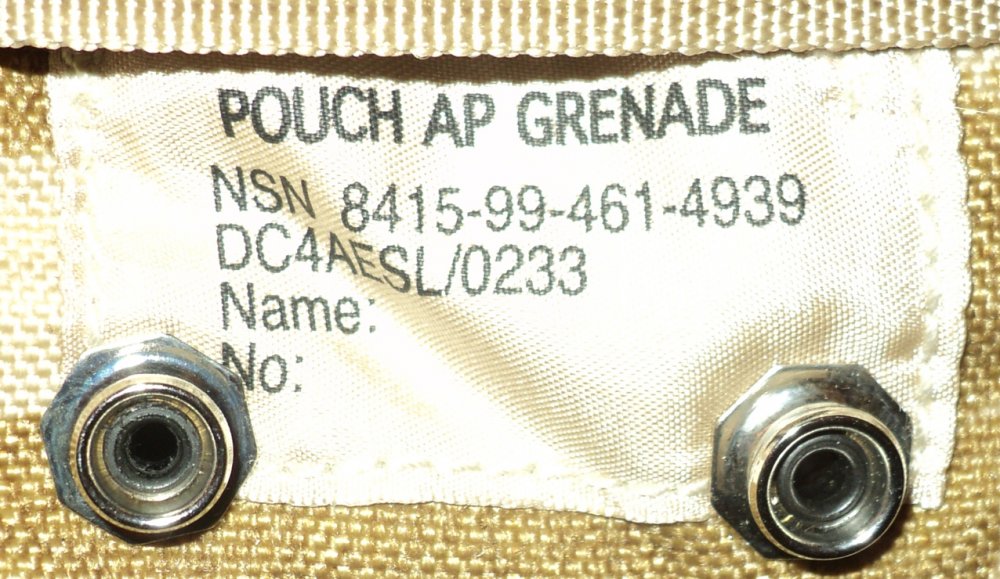 POUCH AP GRENADE
NSN 8415-99-461-4939
DC4AESL/0233
Name:
No: